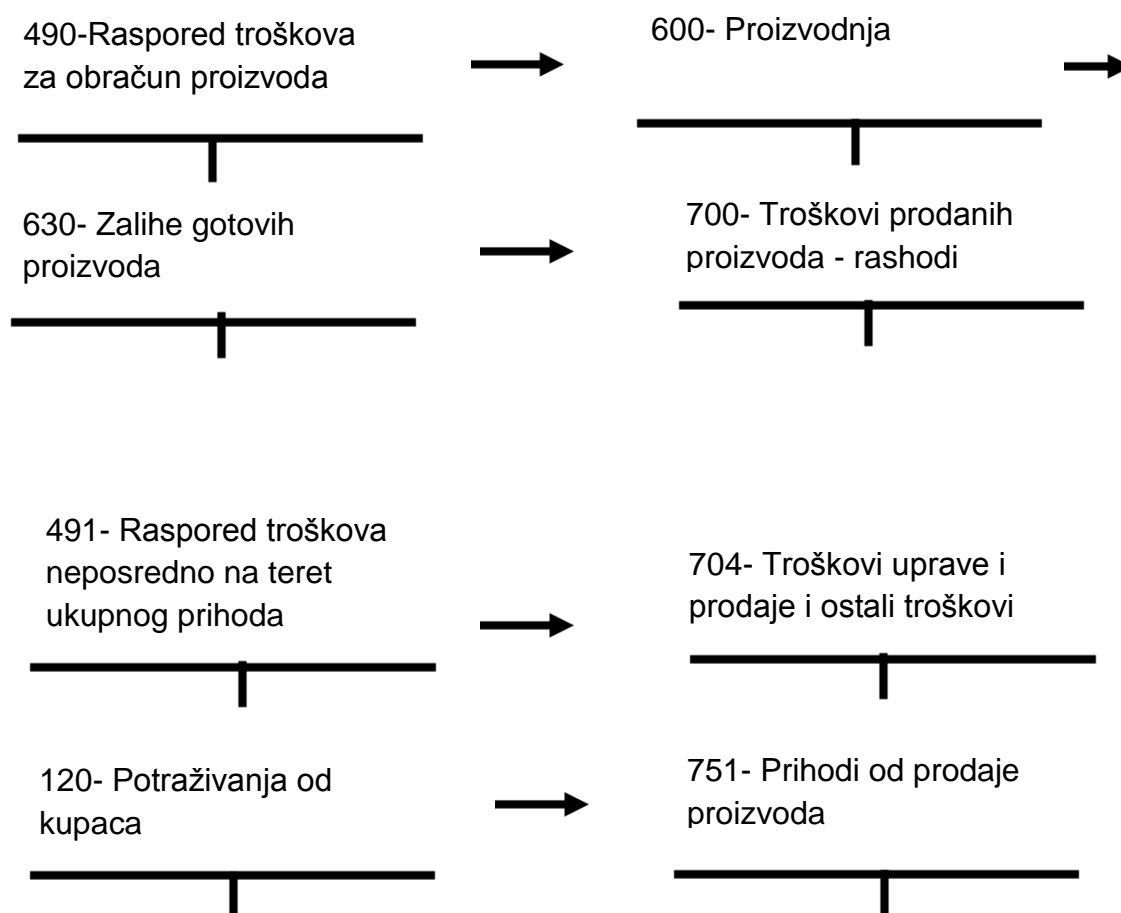 490-Raspored troškova
za obračun proizvoda
600- Proizvodnja
630- Zalihe gotovih
proizvoda
700- Troškovi prodanih
proizvoda - rashodi
491- Raspored troškova
neposredno na teret
ukupnog prihoda
704- Troškovi uprave i
prodaje i ostali troškovi
120- Potraživanja od
kupaca
751- Prihodi od prodaje
proizvoda